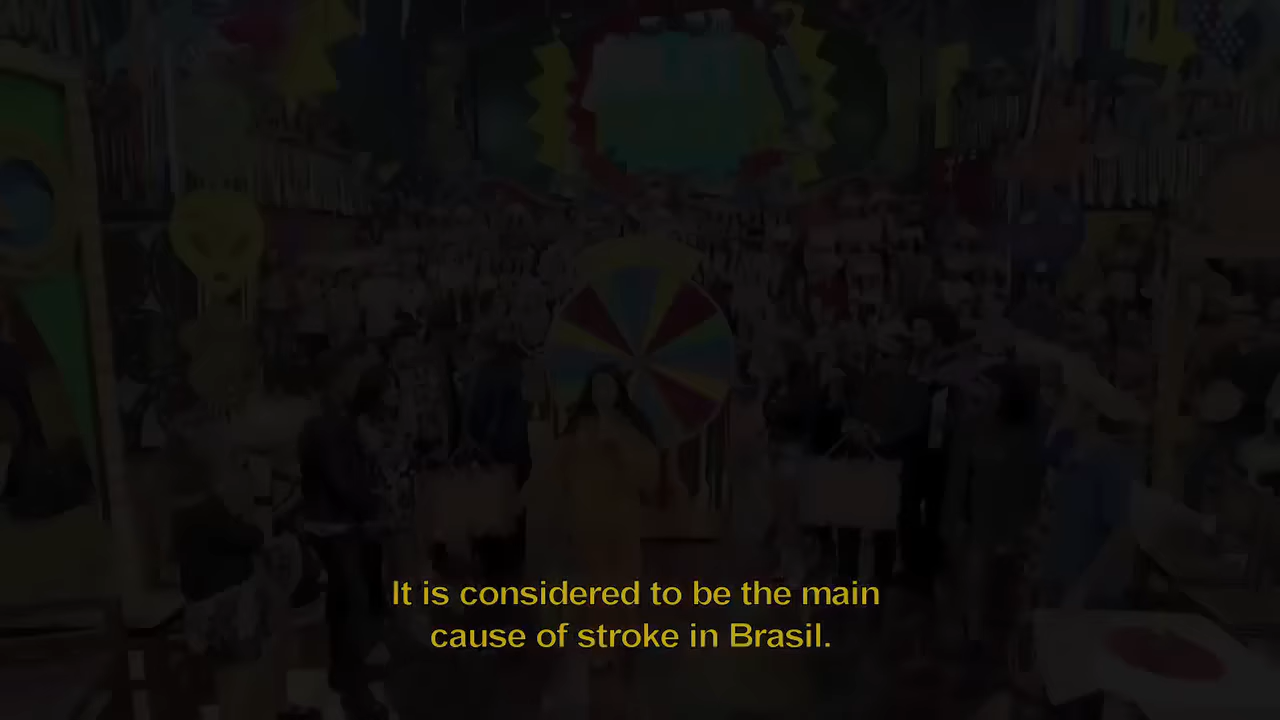 It is considered to be the main
cause of stroke in Brasil.